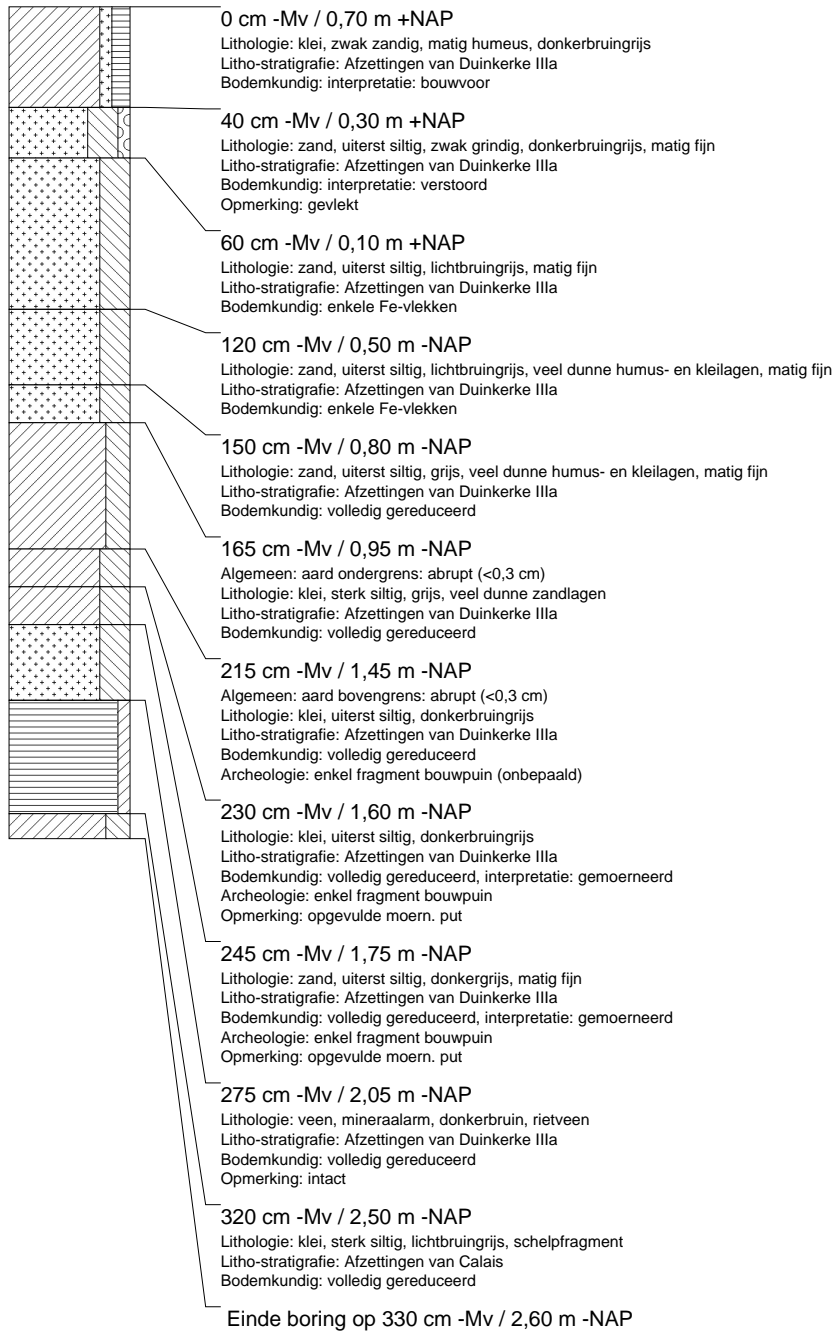 0 cm -Mv / 0,70 m +NAP
Lithologie: klei, zwak zandig, matig humeus, donkerbruingrijs
Litho-stratigrafie: Afzettingen van Duinkerke IIIa
Bodemkundig: interpretatie: bouwvoor
40 cm -Mv / 0,30 m +NAP
Lithologie: zand, uiterst siltig, zwak grindig, donkerbruingrijs, matig fijn
Litho-stratigrafie: Afzettingen van Duinkerke IIIa
Bodemkundig: interpretatie: verstoord
Opmerking: gevlekt
60 cm -Mv / 0,10 m +NAP
Lithologie: zand, uiterst siltig, lichtbruingrijs, matig fijn
Litho-stratigrafie: Afzettingen van Duinkerke IIIa
Bodemkundig: enkele Fe-vlekken
120 cm -Mv / 0,50 m -NAP
Lithologie: zand, uiterst siltig, lichtbruingrijs, veel dunne humus- en kleilagen, matig fijn
Litho-stratigrafie: Afzettingen van Duinkerke IIIa
Bodemkundig: enkele Fe-vlekken
150 cm -Mv / 0,80 m -NAP
Lithologie: zand, uiterst siltig, grijs, veel dunne humus- en kleilagen, matig fijn
Litho-stratigrafie: Afzettingen van Duinkerke IIIa
Bodemkundig: volledig gereduceerd
165 cm -Mv / 0,95 m -NAP
Algemeen: aard ondergrens: abrupt (<0,3 cm)
Lithologie: klei, sterk siltig, grijs, veel dunne zandlagen
Litho-stratigrafie: Afzettingen van Duinkerke IIIa
Bodemkundig: volledig gereduceerd
215 cm -Mv / 1,45 m -NAP
Algemeen: aard bovengrens: abrupt (<0,3 cm)
Lithologie: klei, uiterst siltig, donkerbruingrijs
Litho-stratigrafie: Afzettingen van Duinkerke IIIa
Bodemkundig: volledig gereduceerd
Archeologie: enkel fragment bouwpuin (onbepaald)
230 cm -Mv / 1,60 m -NAP
Lithologie: klei, uiterst siltig, donkerbruingrijs
Litho-stratigrafie: Afzettingen van Duinkerke IIIa
Bodemkundig: volledig gereduceerd, interpretatie: gemoerneerd
Archeologie: enkel fragment bouwpuin
Opmerking: opgevulde moern. put
245 cm -Mv / 1,75 m -NAP
Lithologie: zand, uiterst siltig, donkergrijs, matig fijn
Litho-stratigrafie: Afzettingen van Duinkerke IIIa
Bodemkundig: volledig gereduceerd, interpretatie: gemoerneerd
Archeologie: enkel fragment bouwpuin
Opmerking: opgevulde moern. put
275 cm -Mv / 2,05 m -NAP
Lithologie: veen, mineraalarm, donkerbruin, rietveen
Litho-stratigrafie: Afzettingen van Duinkerke IIIa
Bodemkundig: volledig gereduceerd
Opmerking: intact
320 cm -Mv / 2,50 m -NAP
Lithologie: klei, sterk siltig, lichtbruingrijs, schelpfragment
Litho-stratigrafie: Afzettingen van Calais
Bodemkundig: volledig gereduceerd
Einde boring op 330 cm -Mv / 2,60 m -NAP